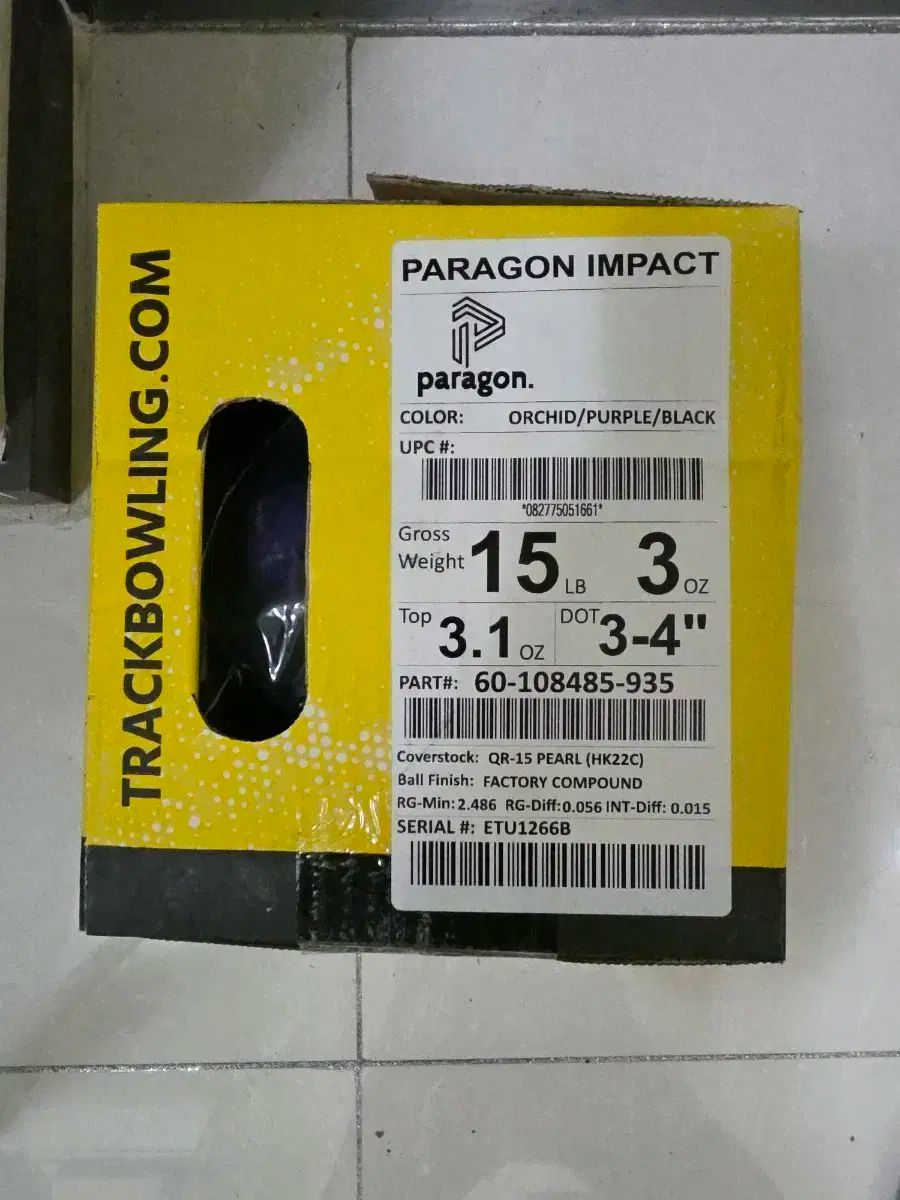 TRACKBOWLING.COM
PARAGON IMPACT
paragon.
COLOR: ORCHID/PURPLE/BLACK
UPC #:
*082775051661*
Gross Weight 15 LB 3 OZ
Top 3.1 OZ DOT 3-4"
PART#: 60-108485-935
Coverstock: QR-15 PEARL (HK22C)
Ball Finish: FACTORY COMPOUND
RG-Min: 2.486 RG-Diff: 0.056 INT-Diff: 0.015
SERIAL #: ETU1266B